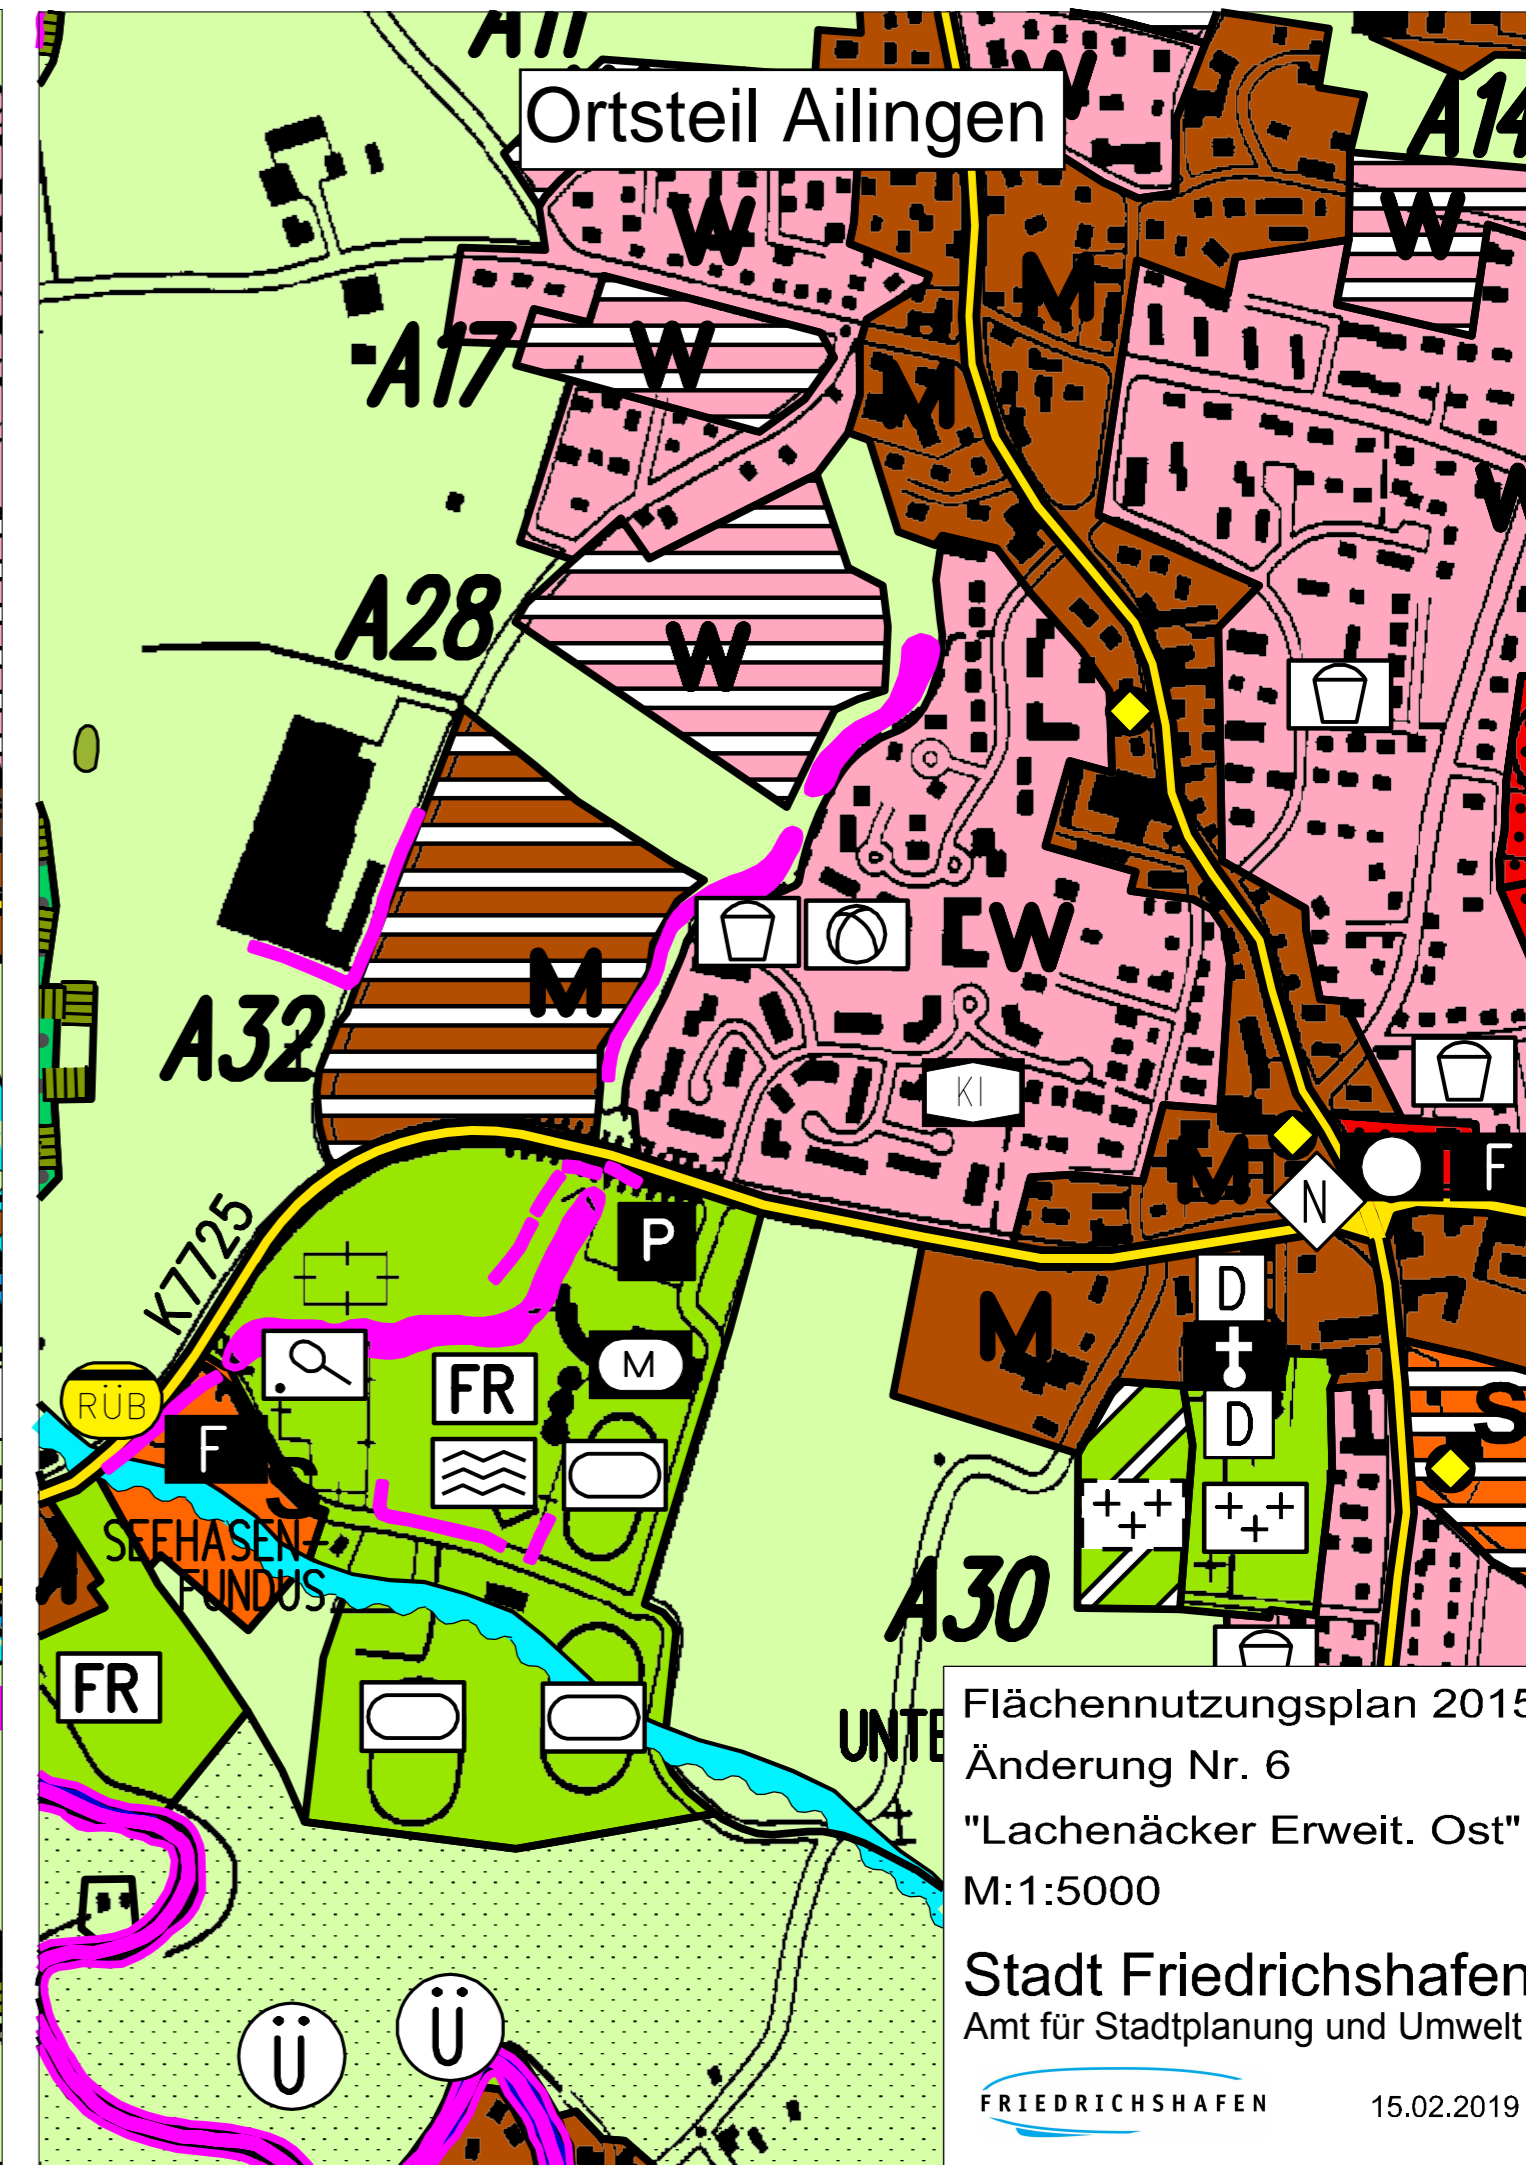 A11
Ortsteil Ailingen
W
A14
W
W
M
A17
W
M
W
A28
W
M
W
A32
KI
M
F
N
K7725
P
D
M
M
FR
RÜB
F
S
D
S
SEEHASEN-
FUNDUS
A30
FR
UNTE
Flächennutzungsplan 2015
Änderung Nr. 6
"Lachenäcker Erweit. Ost"
M:1:5000
Stadt Friedrichshafen
Amt für Stadtplanung und Umwelt
Ü
Ü
FRIEDRICHSHAFEN
15.02.2019